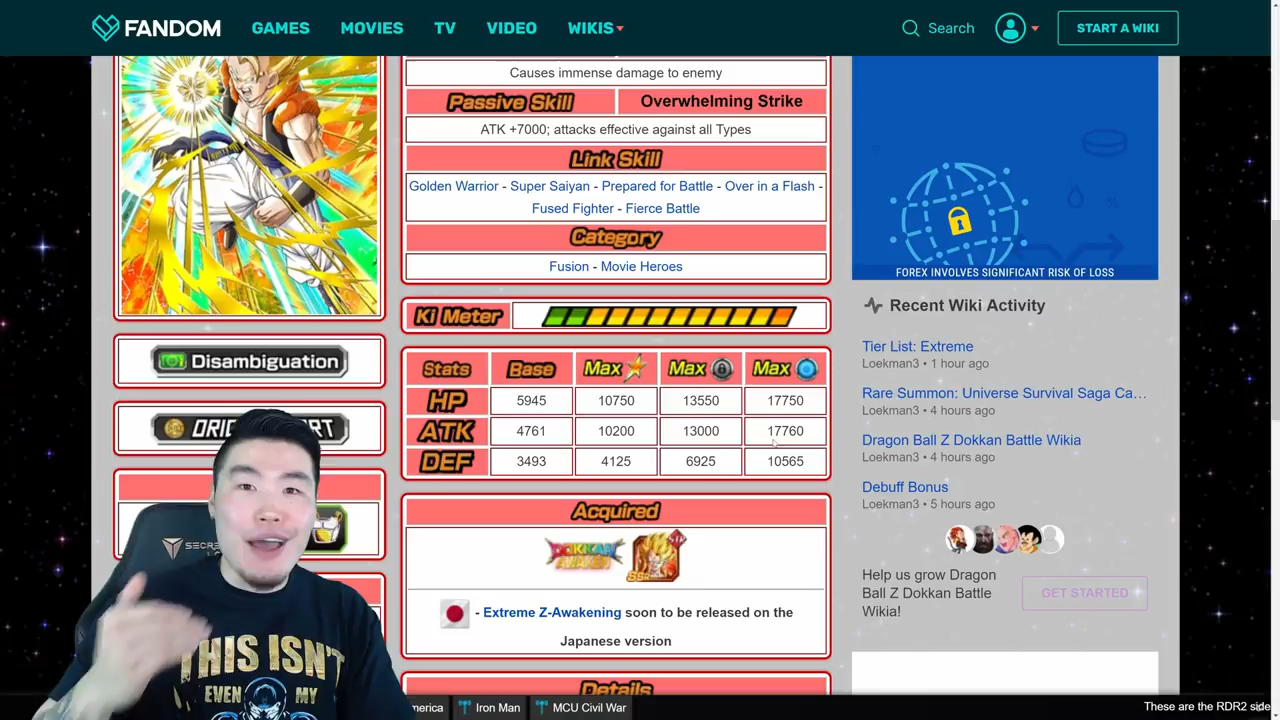 FANDOM
GAMES
MOVIES
TV
VIDEO
WIKIS
Search
START A WIKI
Causes immense damage to enemy
Passive Skill
Overwhelming Strike
ATK +7000; attacks effective against all Types
Link Skill
Golden Warrior - Super Saiyan - Prepared for Battle - Over in a Flash -
Fused Fighter - Fierce Battle
Category
Fusion - Movie Heroes
Ki Meter
Disambiguation
Stats Base Max Max Max
HP 5945 10750 13550 17750
ATK 4761 10200 13000 17760
DEF 3493 4125 6925 10565
Acquired
DOKKAN
AWAKEN
SSR
- Extreme Z-Awakening soon to be released on the
Japanese version
Details
FOREX INVOLVES SIGNIFICANT RISK OF LOSS
Recent Wiki Activity
Tier List: Extreme
Loekman3 • 1 hour ago
Rare Summon: Universe Survival Saga Ca…
Loekman3 • 4 hours ago
Dragon Ball Z Dokkan Battle Wikia
Loekman3 • 4 hours ago
Debuff Bonus
Loekman3 • 5 hours ago
Help us grow Dragon
Ball Z Dokkan Battle
Wikia!
GET STARTED
SECRE
THIS ISN'T
EVEN MY
merica
Iron Man
MCU Civil War
These are the RDR2 side